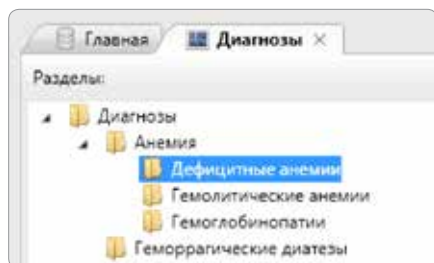 Главная Диагнозы
Разделы:
Диагнозы
Анемия
Дефицитные анемии
Гемолитические анемии
Гемоглобинопатии
Геморрагические диатезы